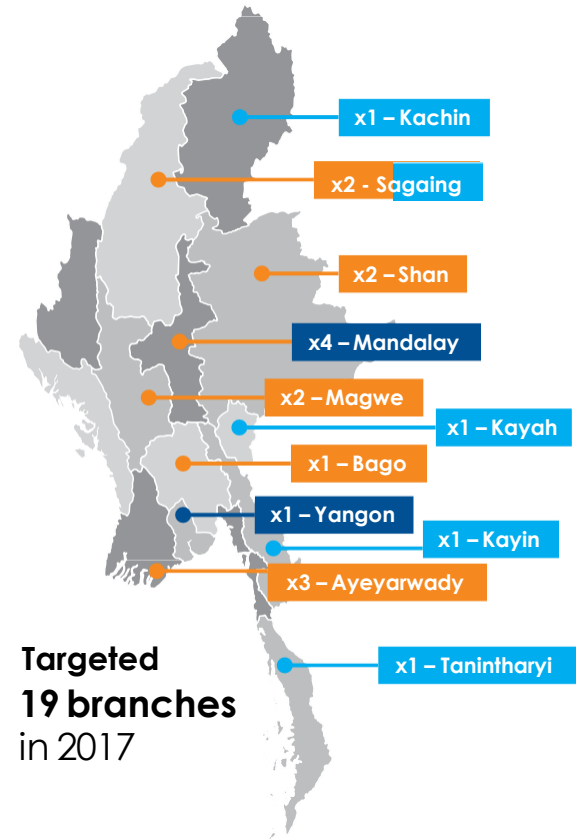 x1 – Kachin
x2 - Sagaing
x2 – Shan
x4 – Mandalay
x2 – Magwe
x1 – Kayah
x1 – Bago
x1 – Yangon
x1 – Kayin
x3 – Ayeyarwady
x1 – Tanintharyi
Targeted
19 branches
in 2017